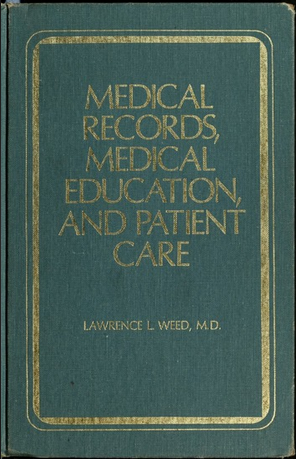 MEDICAL
RECORDS,
MEDICAL
EDUCATION,
AND PATIENT
CARE
LAWRENCE L. WEED, M.D.